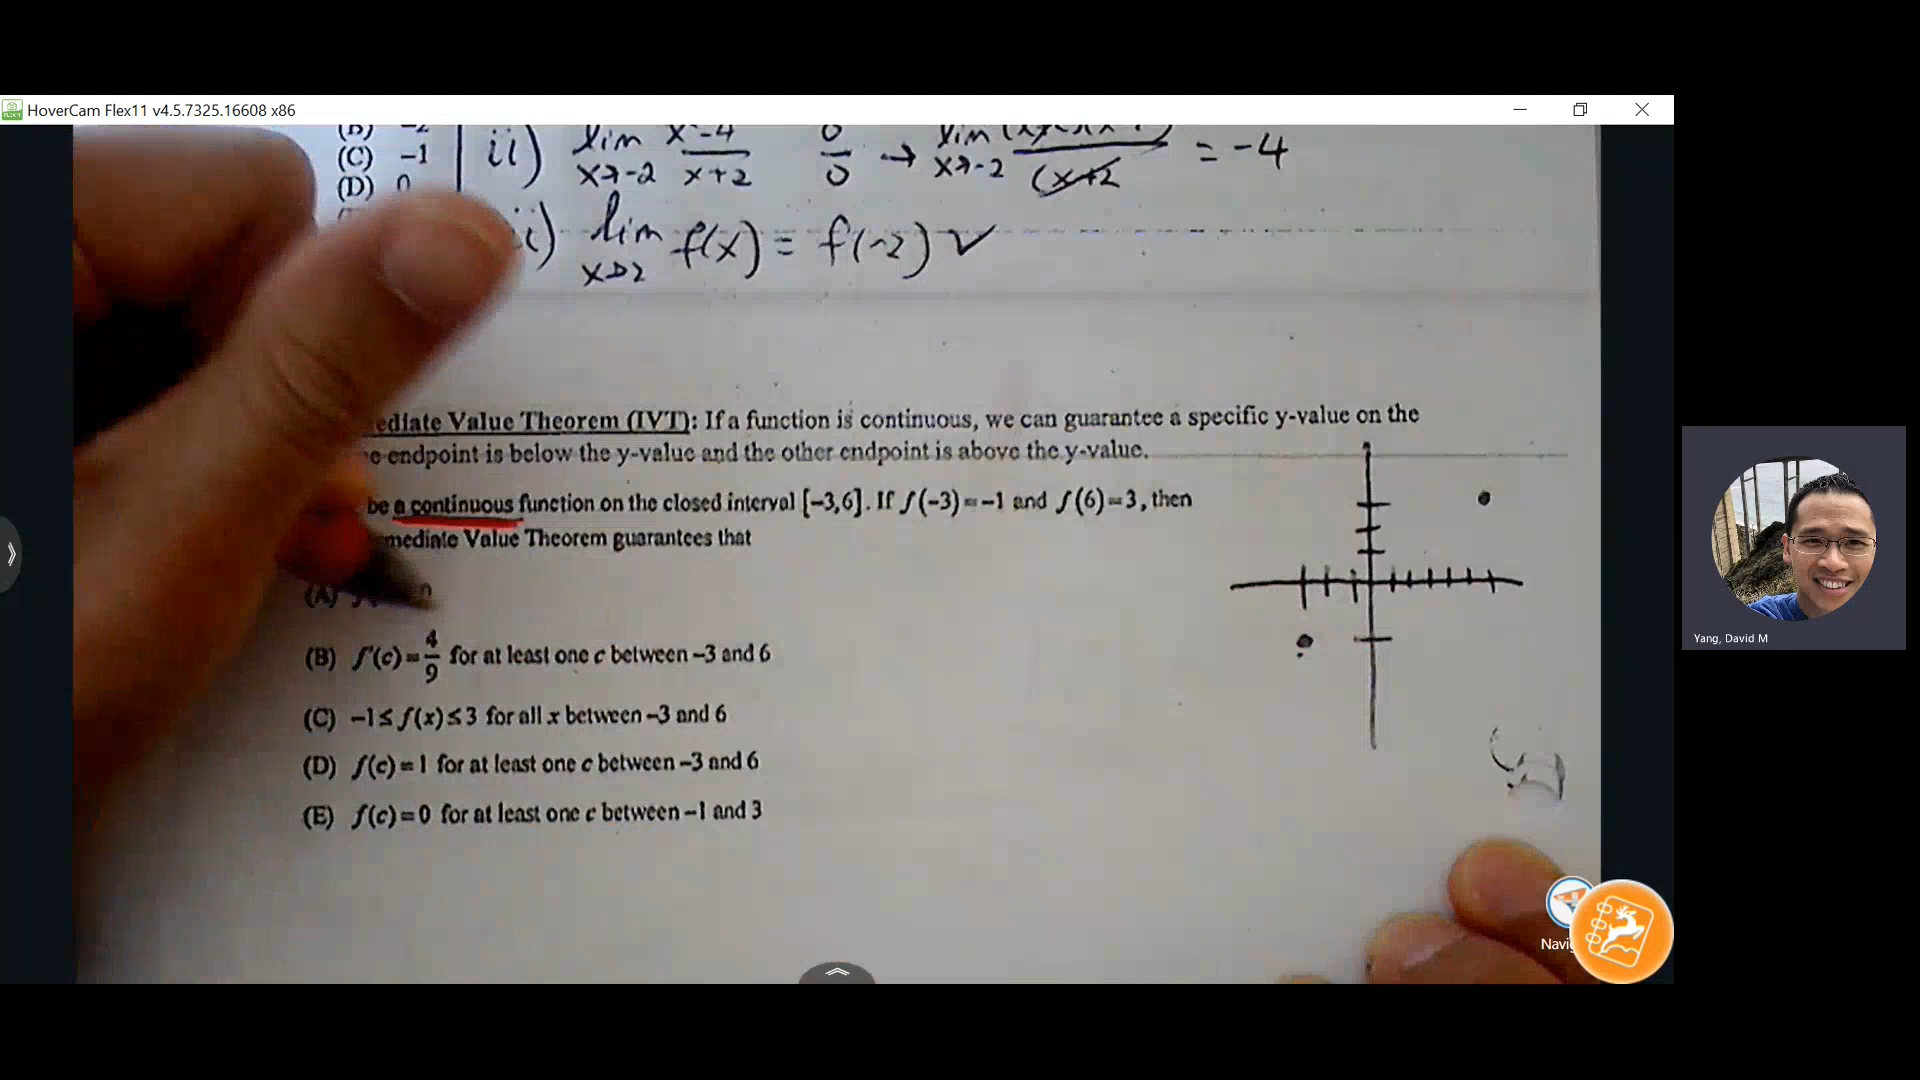 HoverCam Flex11 v4.5.7325.16608 x86
(C) -1
(D) 0
ii) lim x→-2 x²-4 / x+2 0/0 → lim x→-2 (x+2 = -4
i) lim x→2 f(x) = f(-2) ✓
ediate Value Theorem (IVT): If a function is continuous, we can guarantee a specific y-value on the
e endpoint is below the y-value and the other endpoint is above the y-value.
be a continuous function on the closed interval [-3,6]. If f(-3)=-1 and f(6)=3, then
mediate Value Theorem guarantees that
(A) f
(B) f'(c)=4/9 for at least one c between -3 and 6
(C) -1≤f(x)≤3 for all x between -3 and 6
(D) f(c)=1 for at least one c between -3 and 6
(E) f(c)=0 for at least one c between -1 and 3
Yang, David M
Navi